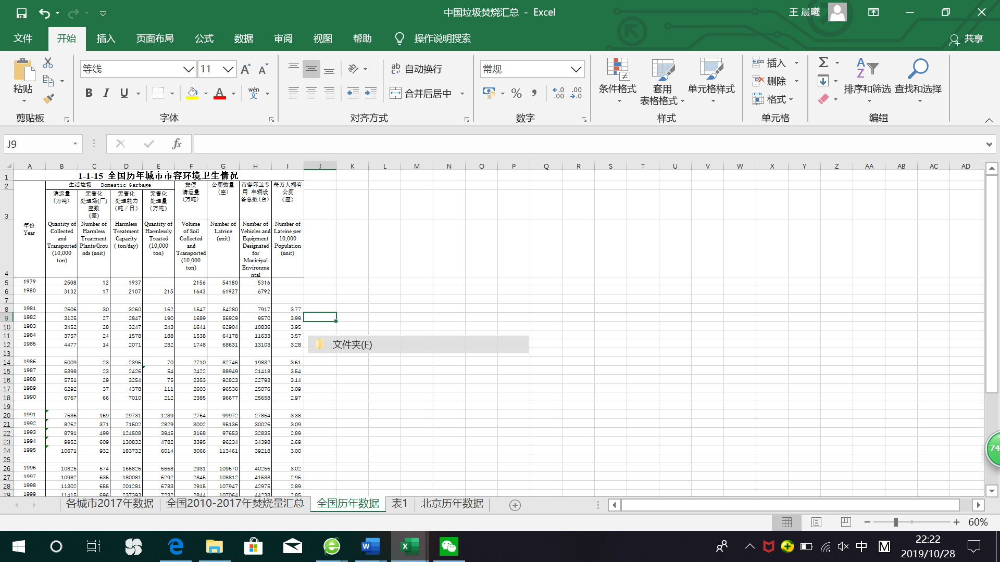 中国垃圾焚烧汇总 - Excel
王 晨曦
文件 开始 插入 页面布局 公式 数据 审阅 视图 帮助 操作说明搜索 共享
等线 11 常规
自动换行
粘贴
合并后居中
条件格式
套用
表格格式
单元格样式
插入
删除
格式
排序和筛选 查找和选择
剪贴板 字体 对齐方式 数字 样式 单元格 编辑
J9
A B C D E F G H I J K L M N O P Q R S T U V W X Y Z AA AB AC AD
1 1-1-15 全国历年城市市容环境卫生情况
2 生活垃圾 Domestic Garbage
粪便
清运量
(万吨)
公厕数量
(座)
市容环卫专
用 车辆设
备总数(台)
每万人拥有
公厕
(座)
3
清运量
(万吨)
无害化
处理场(厂)
座数
(座)
无害化
处理能力
(吨/日)
无害化
处理量
(万吨)
4
年份
Year
Quantity of
Collected
and
Transported
(10,000
ton)
Number of
Harmless
Treatment
Plants/Grou
nds (unit)
Harmless
Treatment
Capacity
( ton/day)
Quantity of
Harmlessly
Treated
(10,000
ton)
Volume
of Soil
Collected
and
Transported
(10,000
ton)
Number of
Latrine
(unit)
Number of
Vehicles and
Equipment
Designated
for
Municipal
Environme
ntal
Number of
Latrine per
10,000
Population
(unit)
5 1979 2508 12 1937 2156 54180 5316
6 1980 3132 17 2107 215 1643 61927 6792
7
8 1981 2606 30 3260 162 1547 54280 7917 3.77
9 1982 3125 27 2847 190 1689 56929 9570 3.99
10 1983 3452 28 3247 243 1641 62904 10836 3.95
11 1984 3757 24 1578 188 1538 64178 11633 3.57
12 1985 4477 14 2071 232 1748 68631 13103 3.28
文件夹(F)
13
14 1986 5009 23 2396 70 2710 82746 19832 3.61
15 1987 5398 23 2426 54 2422 88949 21418 3.54
16 1988 5751 29 3254 75 2353 92823 22793 3.14
17 1989 6292 37 4378 111 2603 96536 25076 3.09
18 1990 6767 66 7010 212 2385 96677 25658 2.97
19
20 1991 7636 169 29731 1239 2764 99972 27854 3.38
21 1992 8262 371 71502 2829 3002 95136 30026 3.09
22 1993 8791 499 124508 3945 3168 97653 32835 2.89
23 1994 9952 609 130832 4782 3395 96234 34398 2.69
24 1995 10671 932 183732 6014 3066 113461 39218 3.00
25
26 1996 10825 574 155826 5568 2931 109570 40256 3.02
27 1997 10982 635 180081 6292 2845 108812 41538 2.95
28 1998 11302 655 201281 6783 2915 107947 42975 2.89
29 1999 11415 696 237393 7232 2844 107064 44238 2.85
74
各城市2017年数据 全国2010-2017年焚烧量汇总 全国历年数据 表1 北京历年数据
60%
中
22:22
2019/10/28